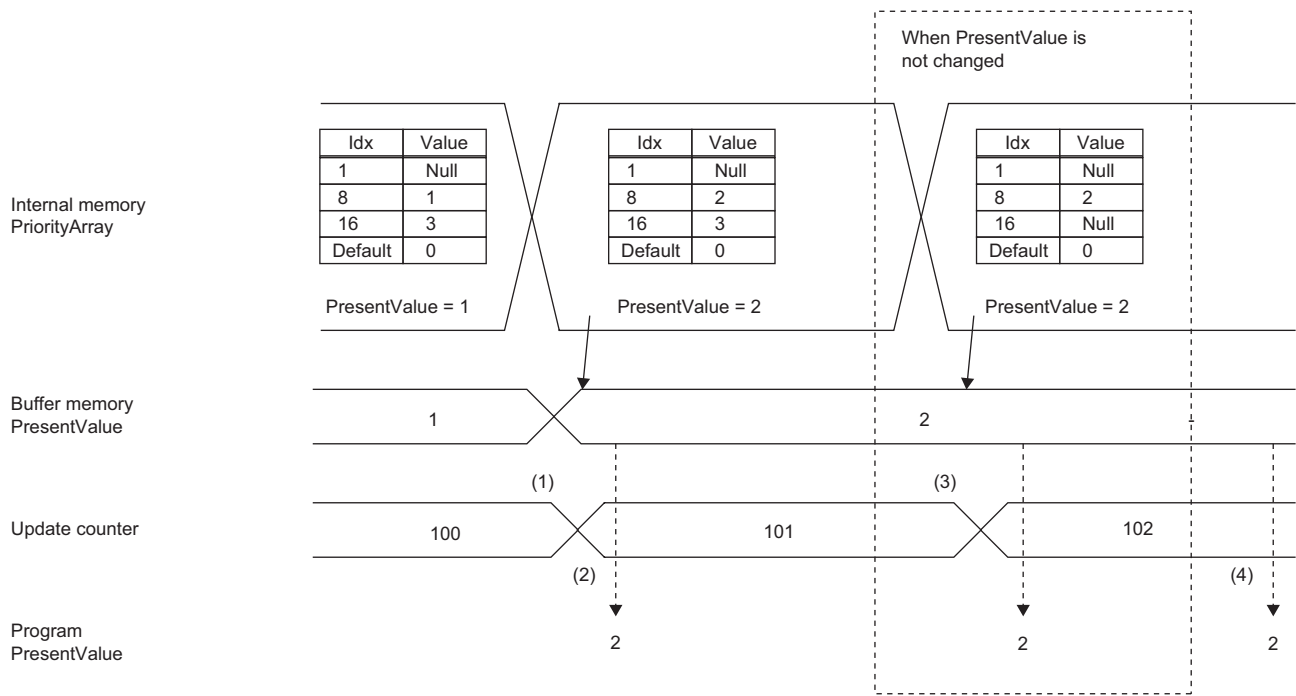 When PresentValue is
not changed
Internal memory
PriorityArray
Idx Value
1 Null
8 1
16 3
Default 0
PresentValue = 1
Idx Value
1 Null
8 2
16 3
Default 0
PresentValue = 2
Idx Value
1 Null
8 2
16 Null
Default 0
PresentValue = 2
Buffer memory
PresentValue
1
2
-
(1)
(3)
Update counter
100
101
102
(2)
(4)
Program
PresentValue
2
2
2